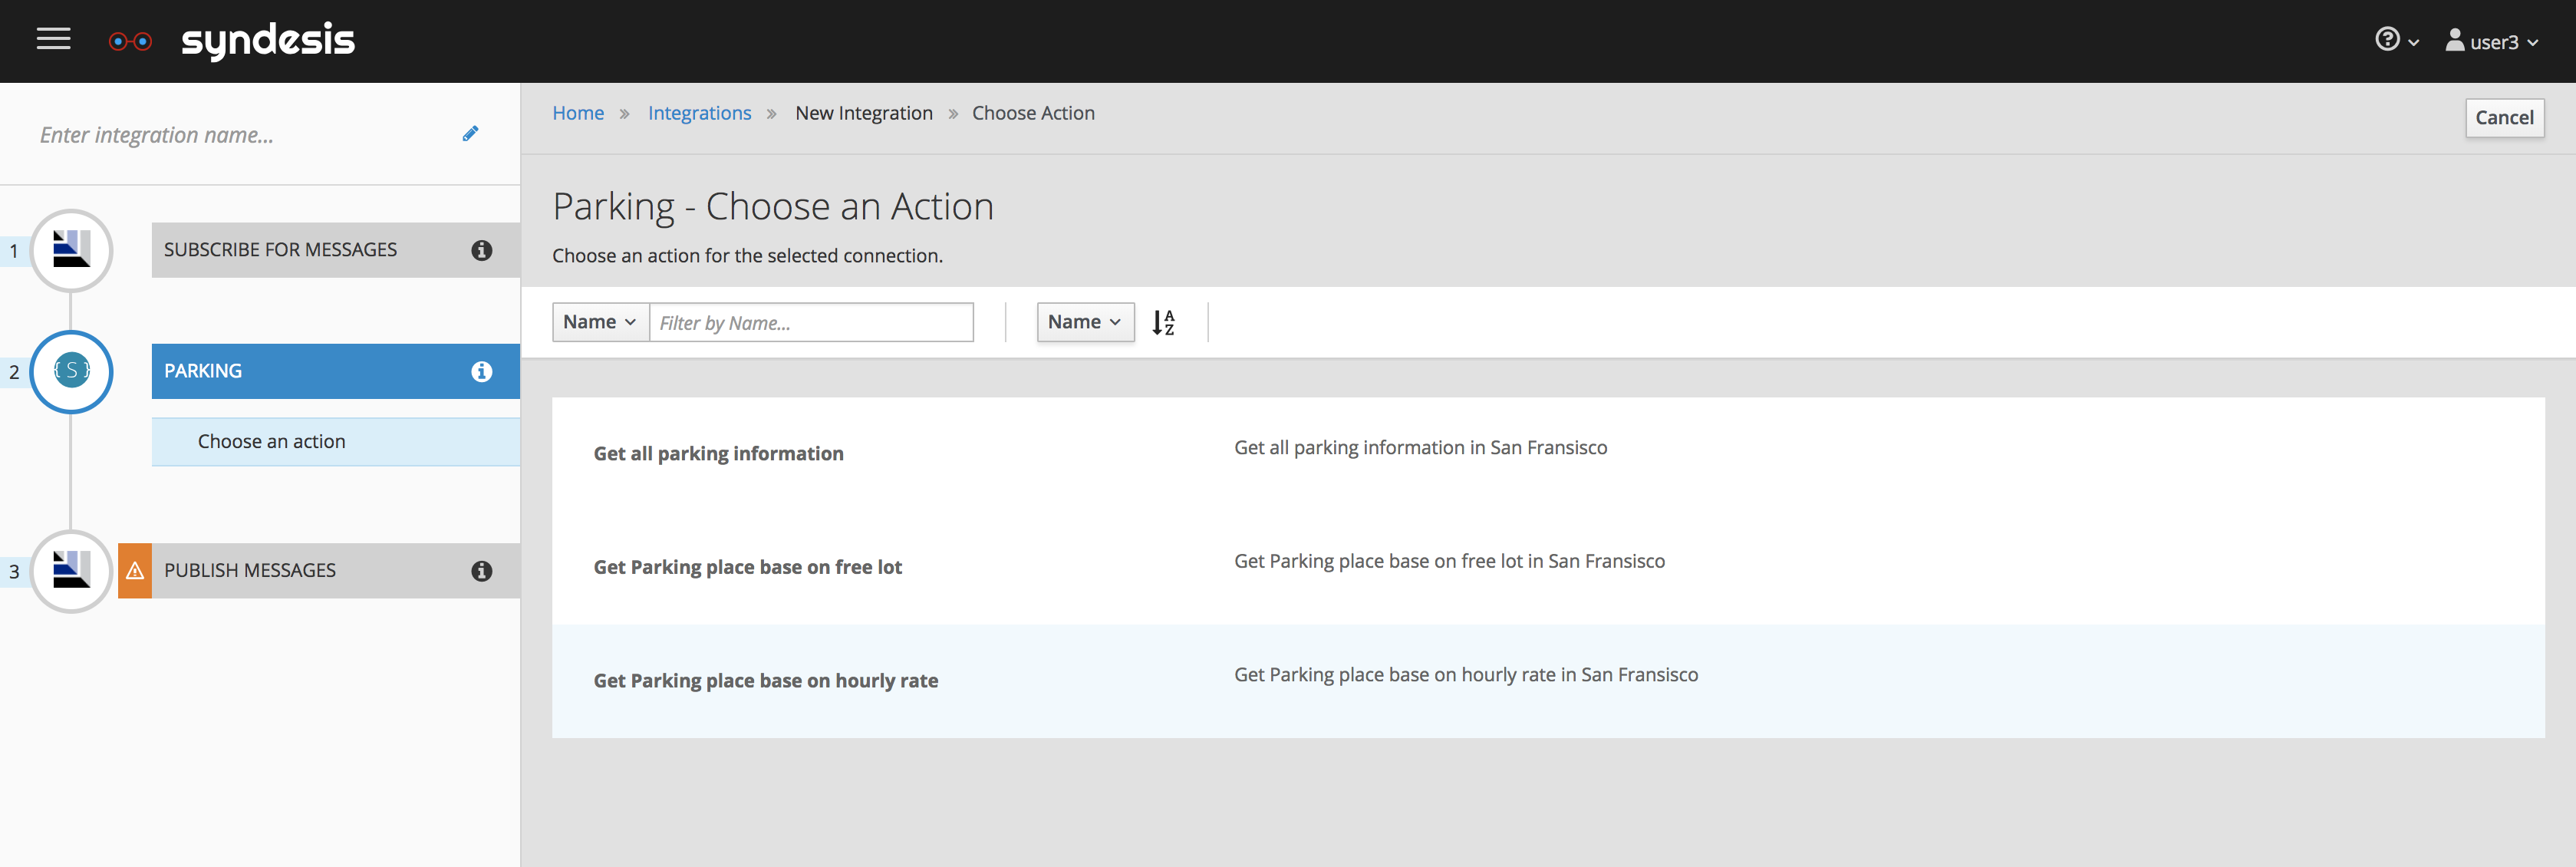 syndesis
user3
Enter integration name...
1
SUBSCRIBE FOR MESSAGES
2
{S}
PARKING
Choose an action
3
PUBLISH MESSAGES
Home » Integrations » New Integration » Choose Action
Cancel
Parking - Choose an Action
Choose an action for the selected connection.
Name
Filter by Name...
Name
A
Z
Get all parking information
Get all parking information in San Fransisco
Get Parking place base on free lot
Get Parking place base on free lot in San Fransisco
Get Parking place base on hourly rate
Get Parking place base on hourly rate in San Fransisco